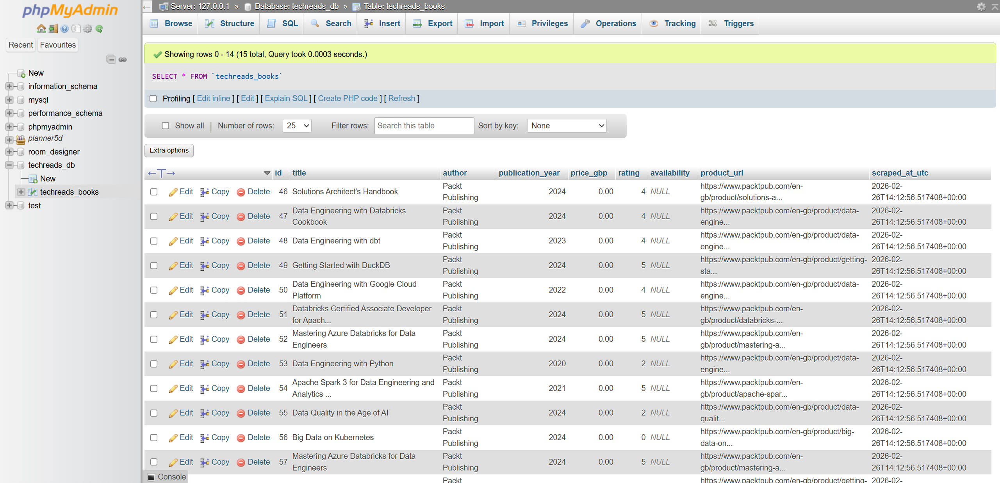 phpMyAdmin
Recent Favourites
New
information_schema
mysql
performance_schema
phpmyadmin
planner5d
room_designer
techreads_db
New
techreads_books
test
Server: 127.0.0.1 » Database: techreads_db » Table: techreads_books
Browse Structure SQL Search Insert Export Import Privileges Operations Tracking Triggers
Showing rows 0 - 14 (15 total, Query took 0.0003 seconds.)
SELECT * FROM `techreads_books`
Profiling [ Edit inline ] [ Edit ] [ Explain SQL ] [ Create PHP code ] [ Refresh ]
Show all Number of rows: 25 Filter rows: Search this table Sort by key: None
Extra options
id title author publication_year price_gbp rating availability product_url scraped_at_utc
Edit Copy Delete 46 Solutions Architect's Handbook Packt Publishing 2024 0.00 4 NULL https://www.packtpub.com/en-gb/product/solutions-a... 2026-02-26T14:12:56.517408+00:00
Edit Copy Delete 47 Data Engineering with Databricks Cookbook Packt Publishing 2024 0.00 4 NULL https://www.packtpub.com/en-gb/product/data-engine... 2026-02-26T14:12:56.517408+00:00
Edit Copy Delete 48 Data Engineering with dbt Packt Publishing 2023 0.00 4 NULL https://www.packtpub.com/en-gb/product/data-engine... 2026-02-26T14:12:56.517408+00:00
Edit Copy Delete 49 Getting Started with DuckDB Packt Publishing 2024 0.00 5 NULL https://www.packtpub.com/en-gb/product/getting-sta... 2026-02-26T14:12:56.517408+00:00
Edit Copy Delete 50 Data Engineering with Google Cloud Platform Packt Publishing 2022 0.00 4 NULL https://www.packtpub.com/en-gb/product/data-engine... 2026-02-26T14:12:56.517408+00:00
Edit Copy Delete 51 Databricks Certified Associate Developer for Apach... Packt Publishing 2024 0.00 5 NULL https://www.packtpub.com/en-gb/product/databricks-... 2026-02-26T14:12:56.517408+00:00
Edit Copy Delete 52 Mastering Azure Databricks for Data Engineers Packt Publishing 2024 0.00 5 NULL https://www.packtpub.com/en-gb/product/mastering-a... 2026-02-26T14:12:56.517408+00:00
Edit Copy Delete 53 Data Engineering with Python Packt Publishing 2020 0.00 2 NULL https://www.packtpub.com/en-gb/product/data-engine... 2026-02-26T14:12:56.517408+00:00
Edit Copy Delete 54 Apache Spark 3 for Data Engineering and Analytics ... Packt Publishing 2021 0.00 5 NULL https://www.packtpub.com/en-gb/product/apache-spar... 2026-02-26T14:12:56.517408+00:00
Edit Copy Delete 55 Data Quality in the Age of AI Packt Publishing 2024 0.00 2 NULL https://www.packtpub.com/en-gb/product/data-qualit... 2026-02-26T14:12:56.517408+00:00
Edit Copy Delete 56 Big Data on Kubernetes Packt Publishing 2024 0.00 0 NULL https://www.packtpub.com/en-gb/product/big-data-on... 2026-02-26T14:12:56.517408+00:00
Edit Copy Delete 57 Mastering Azure Databricks for Data Engineers Packt Publishing 2024 0.00 5 NULL https://www.packtpub.com/en-gb/product/mastering-a... 2026-02-26T14:12:56.517408+00:00
Packt https://www.packtpub.com/en-gb/product/getting- 2026-02-
Console